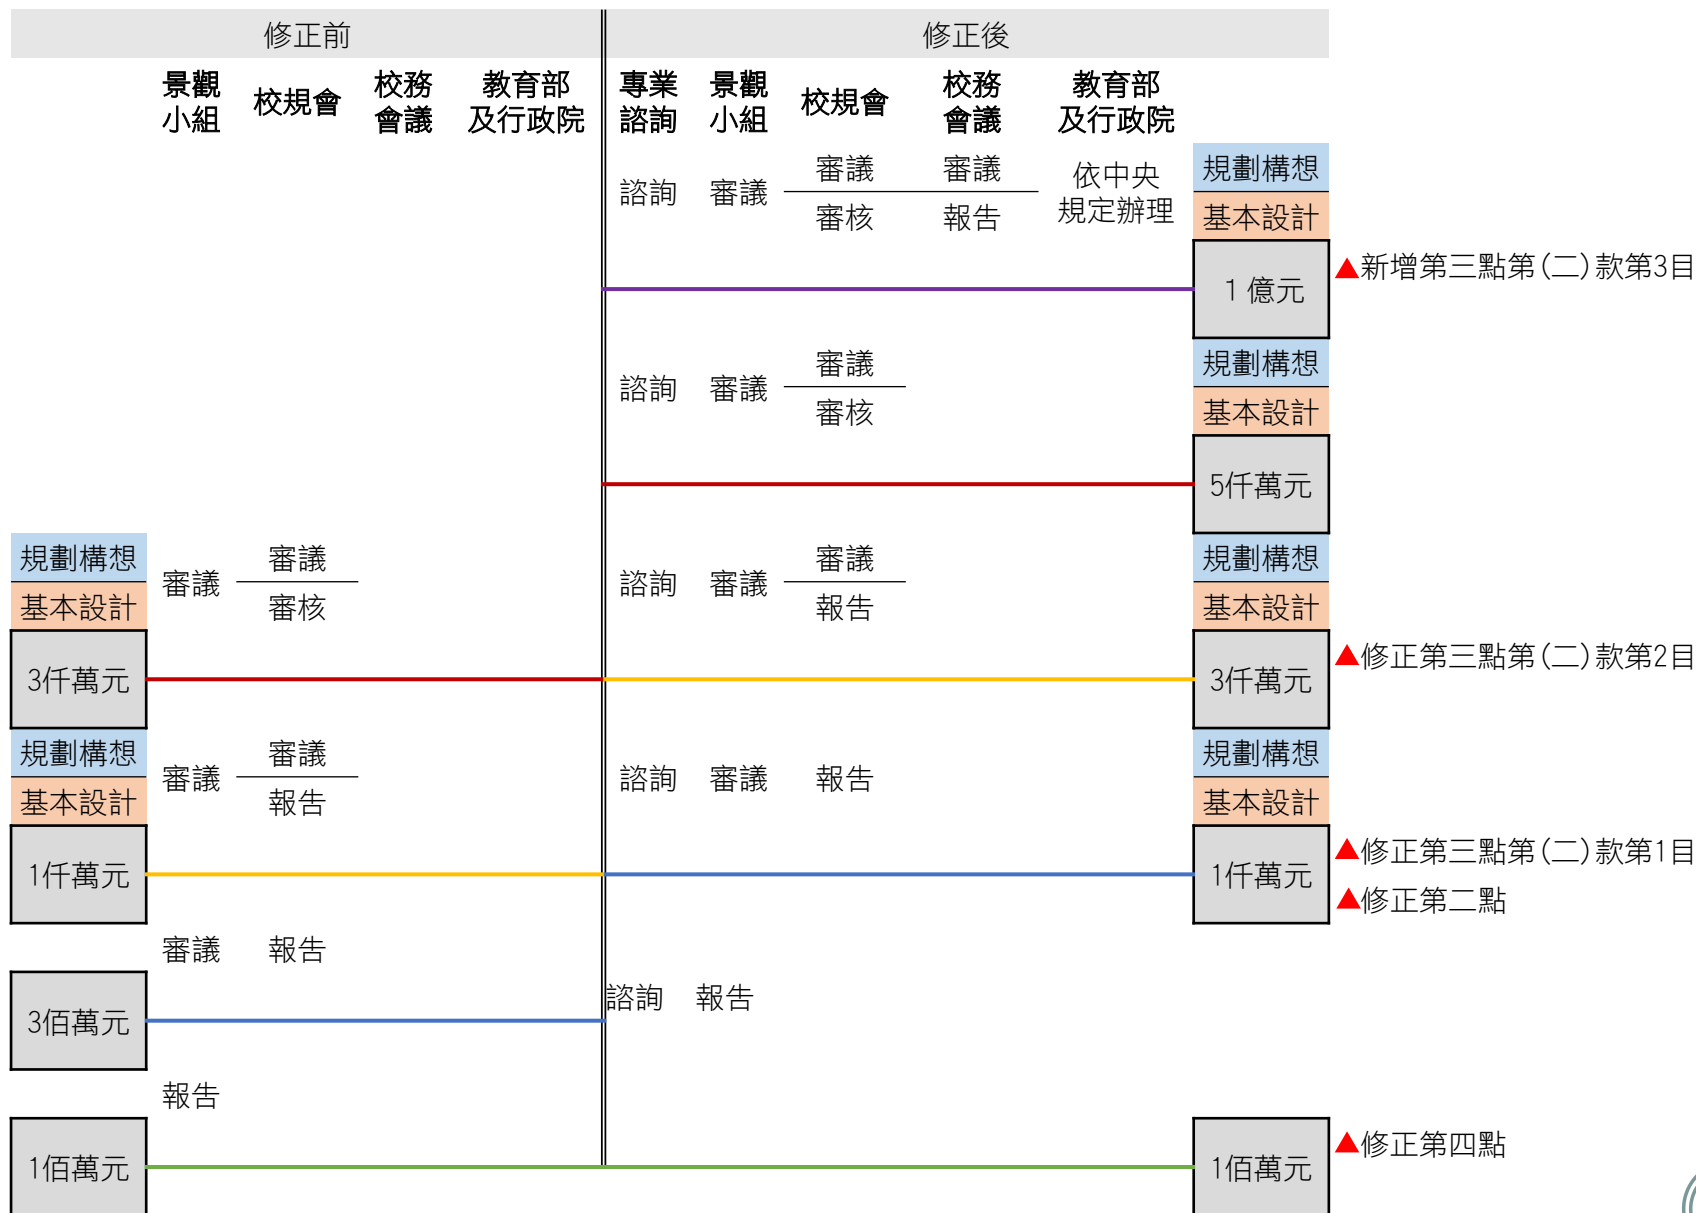 修正前
修正後
景觀
小組
校規會
校務
會議
教育部
及行政院
專業
諮詢
景觀
小組
校規會
校務
會議
教育部
及行政院
諮詢
審議
審議
審核
審議
報告
依中央
規定辦理
規劃構想
基本設計
1 億元
▲新增第三點第(二)款第3目
諮詢
審議
審議
審核
規劃構想
基本設計
5仟萬元
規劃構想
基本設計
審議
審議
審核
諮詢
審議
審議
報告
規劃構想
基本設計
3仟萬元
3仟萬元
▲修正第三點第(二)款第2目
規劃構想
基本設計
審議
審議
報告
諮詢
審議
報告
規劃構想
基本設計
1仟萬元
1仟萬元
▲修正第三點第(二)款第1目
▲修正第二點
審議
報告
諮詢
報告
3佰萬元
報告
1佰萬元
1佰萬元
▲修正第四點